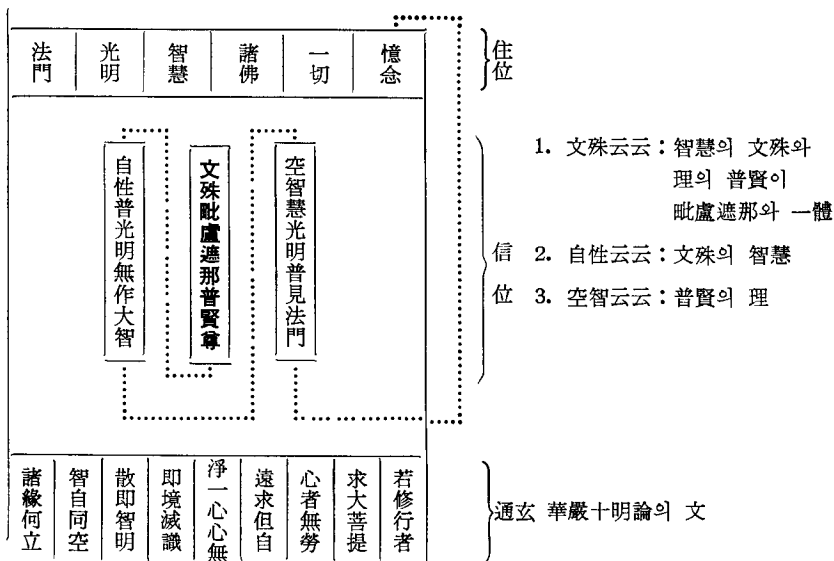 憶念
一切
諸佛
智慧
光明
法門
住位
空智慧光明普見法門
文殊毗盧遮那普賢尊
自性普光明無作大智
信位
1. 文殊云云：智慧의 文殊와
理의 普賢이
毗盧遮那와 一體
2. 自性云云：文殊의 智慧
3. 空智云云：普賢의 理
若修行者
求大菩提
心者無勞
遠求但自
淨一心心無
即境滅識
散即智明
智自同空
諸緣何立
通玄 華嚴十明論의 文